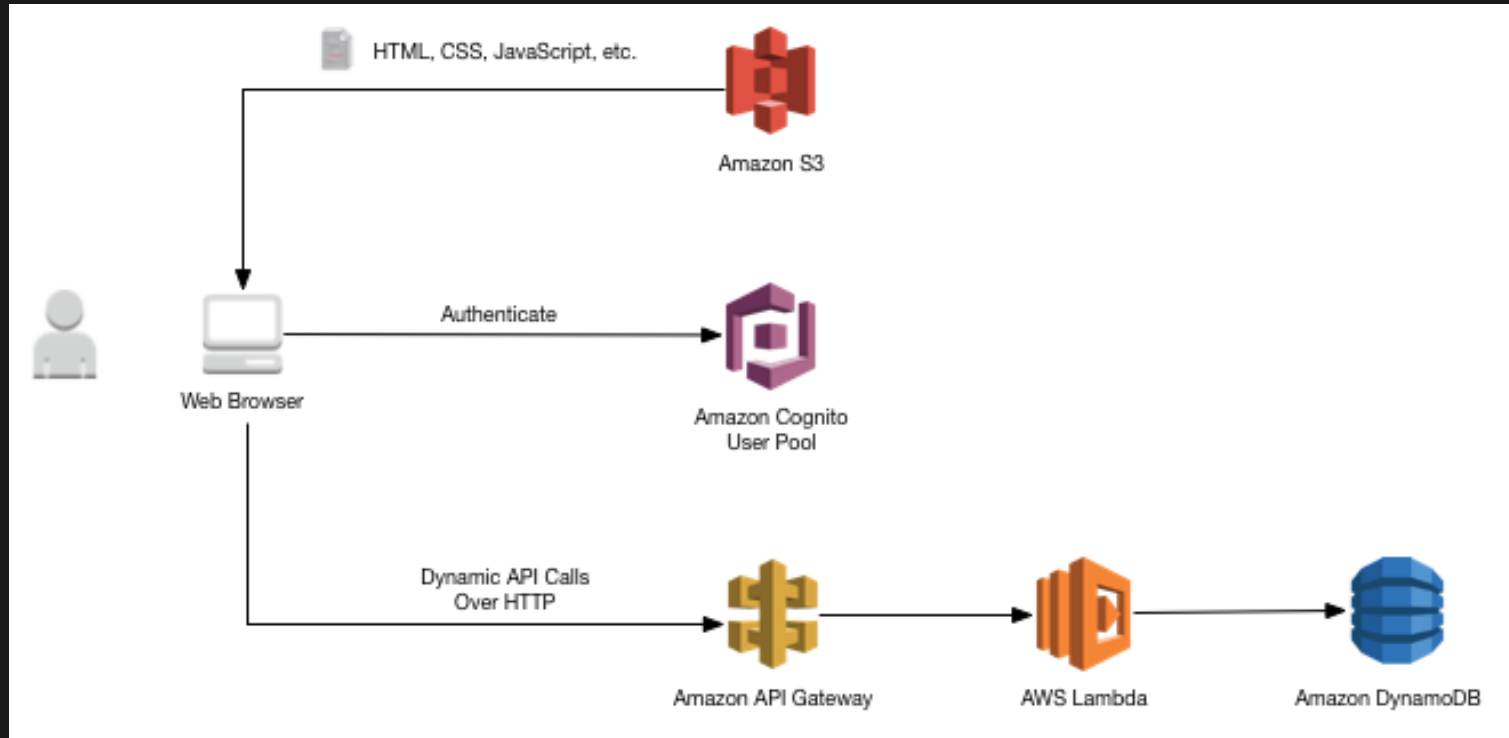 HTML, CSS, JavaScript, etc.
Amazon S3
Authenticate
Web Browser
Amazon Cognito
User Pool
Dynamic API Calls
Over HTTP
Amazon API Gateway
AWS Lambda
Amazon DynamoDB